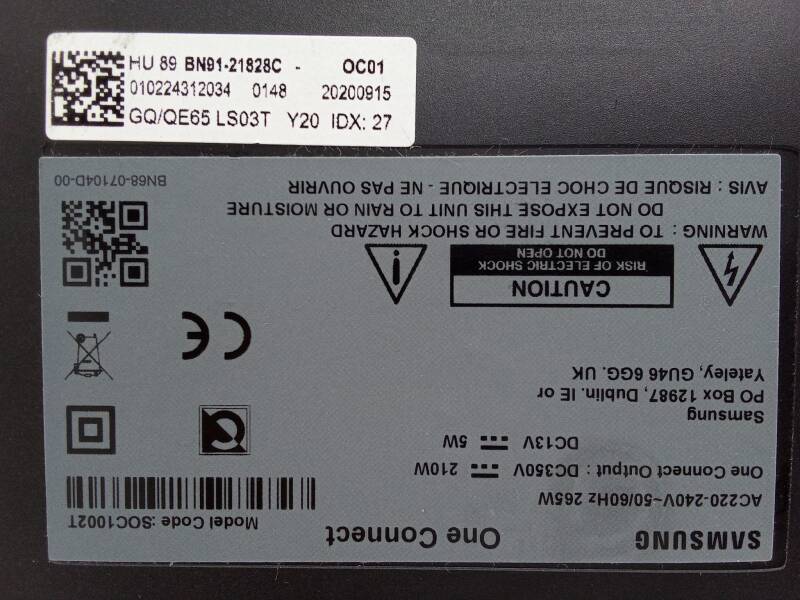 HU 89 BN91-21828C - OC01
010224312034 0148 20200915
GQ/QE65 LS03T Y20 IDX: 27
SAMSUNG One Connect
AC220-240V~50/60Hz 265W
Model Code :SOC1002T
One Connect Output : DC350V 210W
DC13V 5W
Samsung
PO Box 12987, Dublin. IE or
Yateley, GU46 6GG. UK
CE
CAUTION
RISK OF ELECTRIC SHOCK
DO NOT OPEN
WARNING : TO PREVENT FIRE OR SHOCK HAZARD
DO NOT EXPOSE THIS UNIT TO RAIN OR MOISTURE
AVIS : RISQUE DE CHOC ELECTRIQUE - NE PAS OUVRIR
BN68-07104D-00